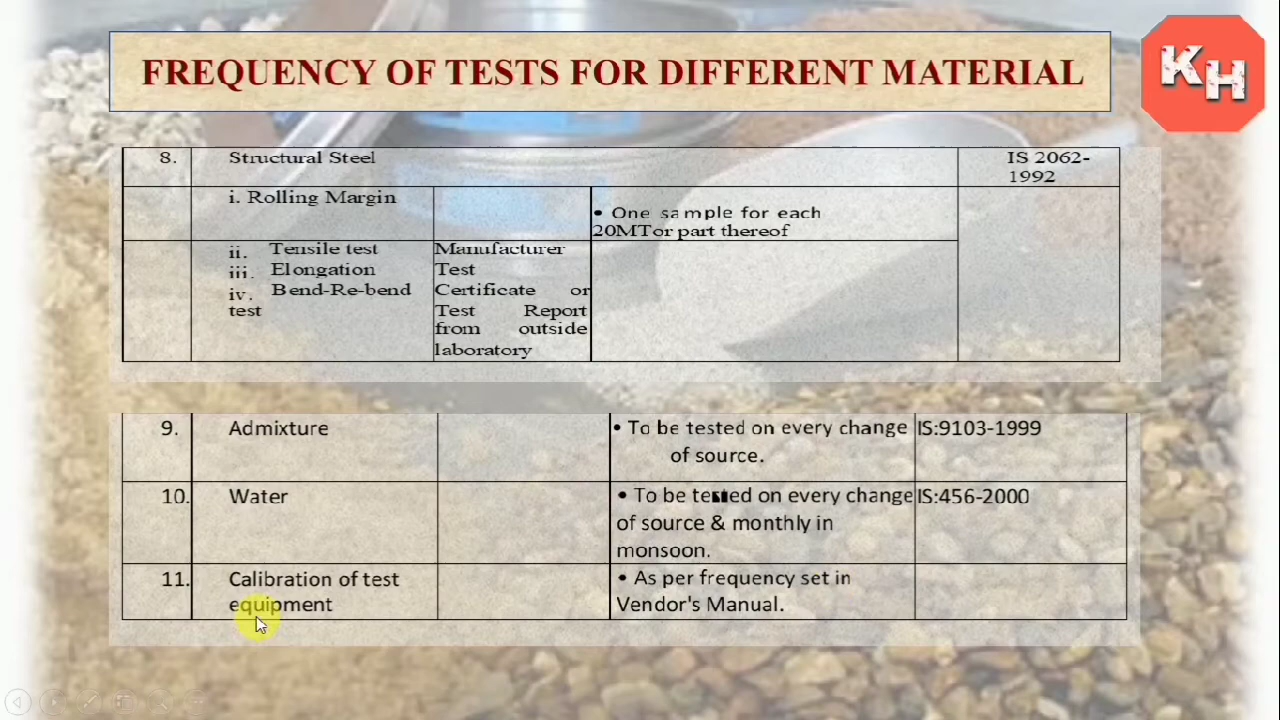 FREQUENCY OF TESTS FOR DIFFERENT MATERIAL
KH
8. Structural Steel IS 2062-
1992
i. Rolling Margin
• One sample for each
20MTor part thereof
ii. Tensile test
iii. Elongation
iv. Bend-Re-bend
test
Manufacturer
Test
Certificate or
Test Report
from outside
laboratory
9. Admixture • To be tested on every change IS:9103-1999
of source.
10. Water • To be tested on every change IS:456-2000
of source & monthly in
monsoon.
11. Calibration of test • As per frequency set in
equipment Vendor's Manual.